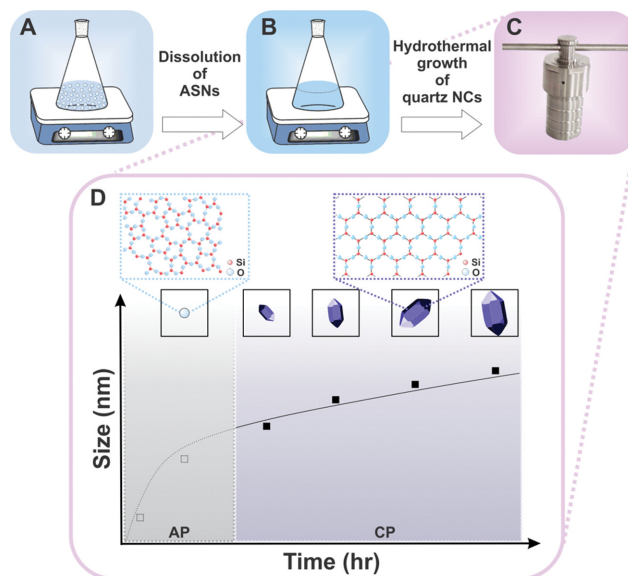 A
Dissolution
of
ASNs
B
Hydrothermal
growth
of
quartz NCs
C
D
Si
O
Si
O
Size (nm)
AP
CP
Time (hr)